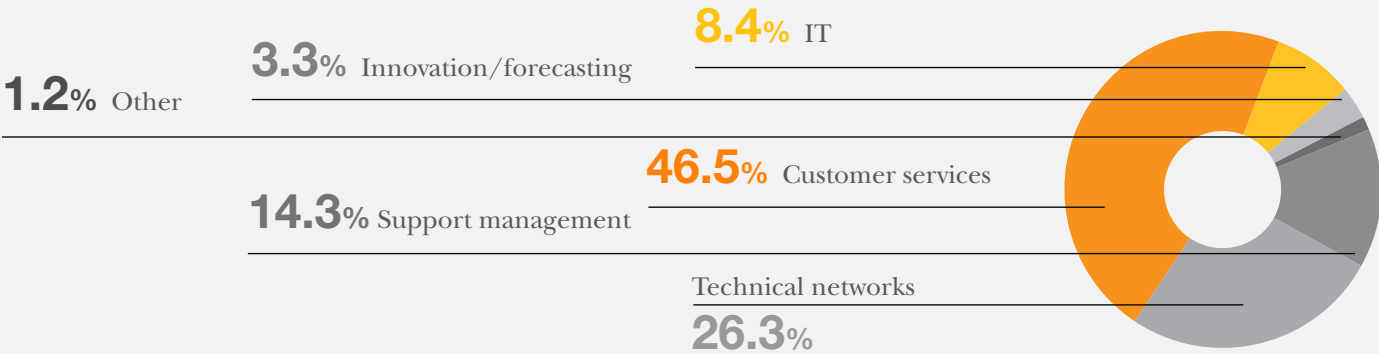 8.4% IT
3.3% Innovation/forecasting
1.2% Other
46.5% Customer services
14.3% Support management
Technical networks
26.3%